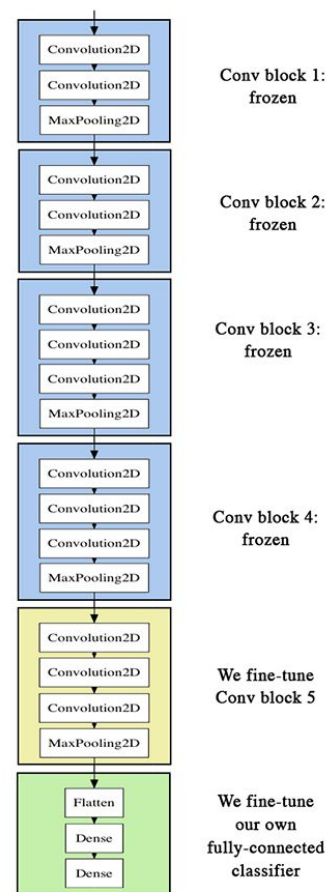 Convolution2D
Convolution2D
MaxPooling2D
Conv block 1:
frozen
Convolution2D
Convolution2D
MaxPooling2D
Conv block 2:
frozen
Convolution2D
Convolution2D
Convolution2D
MaxPooling2D
Conv block 3:
frozen
Convolution2D
Convolution2D
Convolution2D
MaxPooling2D
Conv block 4:
frozen
Convolution2D
Convolution2D
Convolution2D
MaxPooling2D
We fine-tune
Conv block 5
Flatten
Dense
Dense
We fine-tune
our own
fully-connected
classifier